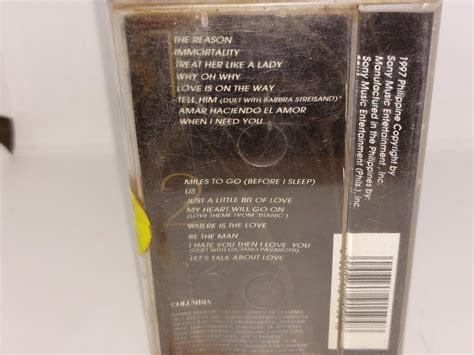 THE REASON
IMMORTALITY
TREAT HER LIKE A LADY
WHY OH WHY
LOVE IS ON THE WAY
TELL HIM (DUET WITH BARBRA STREISAND)*
AMAR HACIENDO EL AMOR
WHEN I NEED YOU
2
MILES TO GO (BEFORE I SLEEP)
US
JUST A LITTLE BIT OF LOVE
MY HEART WILL GO ON
(LOVE THEME FROM 'TITANIC')
WHERE IS THE LOVE
BE THE MAN
I HATE YOU THEN I LOVE YOU
(DUET WITH LUCIANO PAVAROTTI)
LET'S TALK ABOUT LOVE
COLUMBIA
1997 Philippine Copyright by
Sony Music Entertainment, Inc.
Manufactured in the Philippines by:
Sony Music Entertainment (Phils.), Inc.